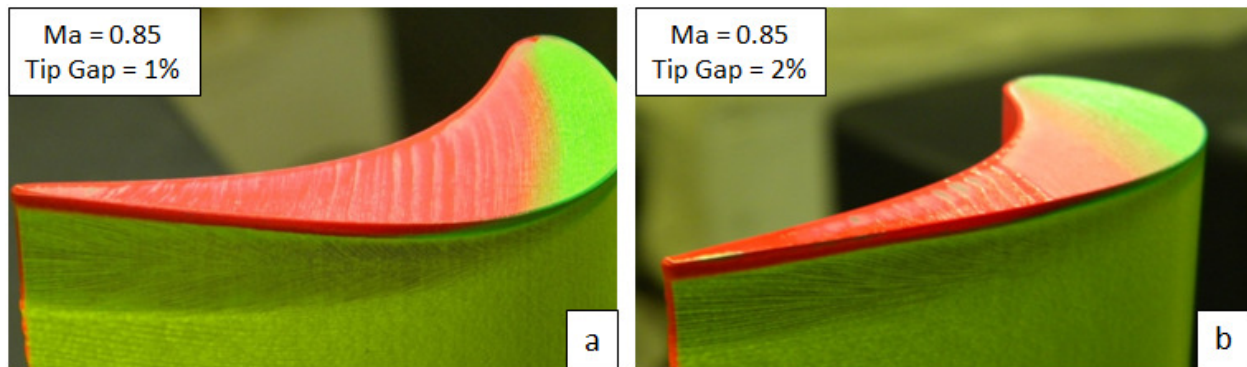 Ma = 0.85
Tip Gap = 1%
a
Ma = 0.85
Tip Gap = 2%
b